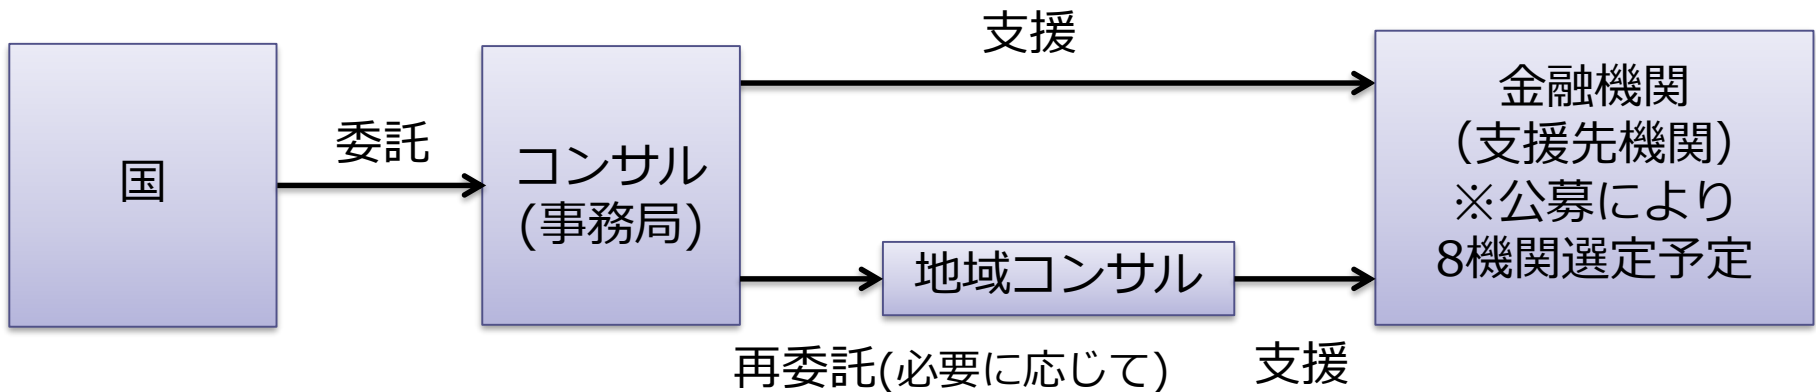 国
委託
コンサル
(事務局)
支援
再委託(必要に応じて)
地域コンサル
支援
金融機関
（支援先機関）
※公募により
8機関選定予定